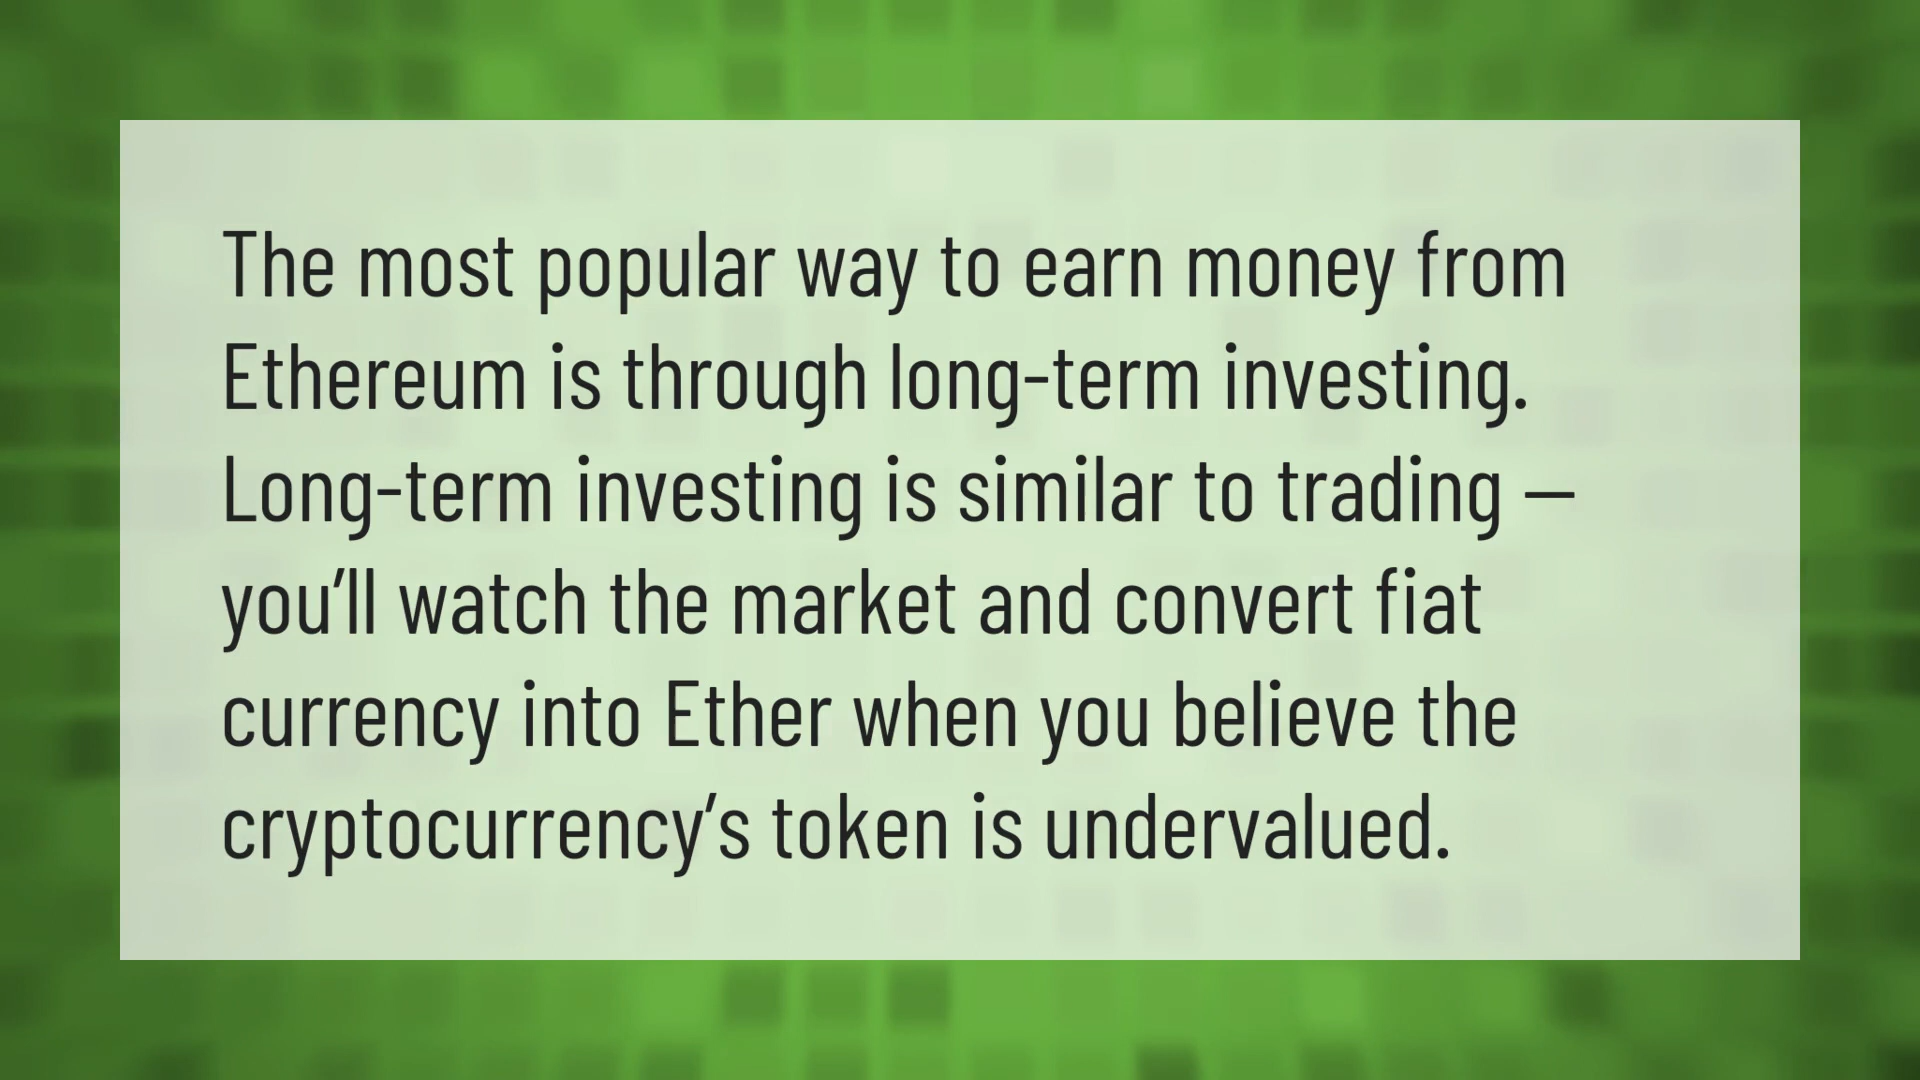 The most popular way to earn money from
Ethereum is through long-term investing.
Long-term investing is similar to trading —
you’ll watch the market and convert fiat
currency into Ether when you believe the
cryptocurrency’s token is undervalued.